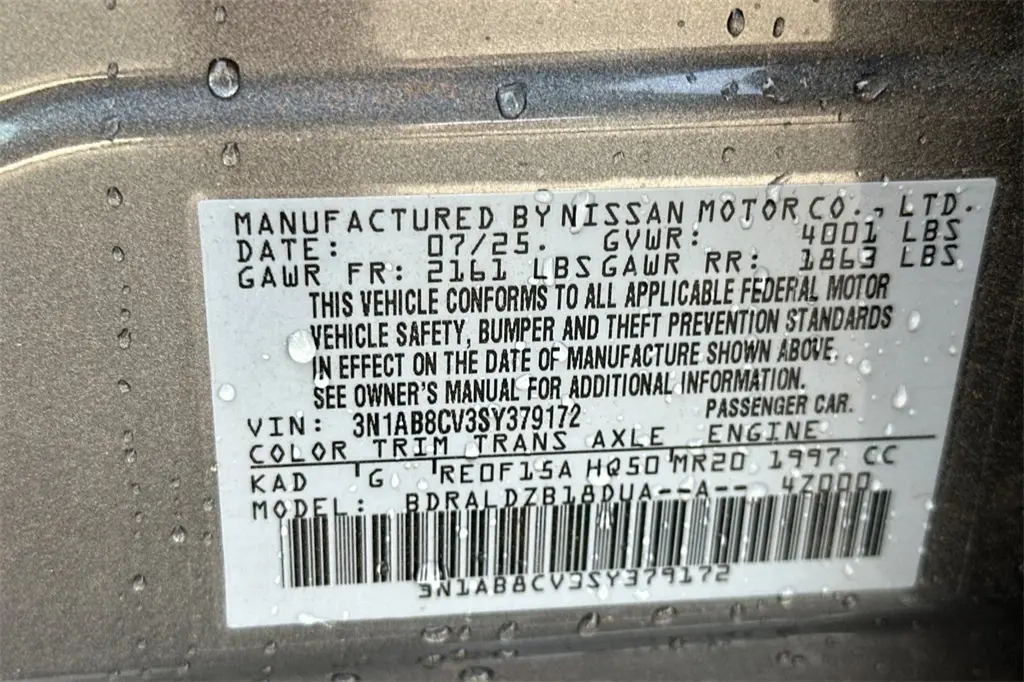 MANUFACTURED BY NISSAN MOTOR CO., LTD.
DATE: 07/25. GVWR: 4001 LBS
GAWR FR: 2161 LBS GAWR RR: 1863 LBS
THIS VEHICLE CONFORMS TO ALL APPLICABLE FEDERAL MOTOR
VEHICLE SAFETY, BUMPER AND THEFT PREVENTION STANDARDS
IN EFFECT ON THE DATE OF MANUFACTURE SHOWN ABOVE.
SEE OWNER'S MANUAL FOR ADDITIONAL INFORMATION.
VIN: 3N1AB8CV3SY379172 PASSENGER CAR.
COLOR TRIM TRANS AXLE ENGINE
KAD G RE0F15A HQ50 MR20 1997 CC
MODEL: BDRALDZB18DUA--A-- 4Z000
3N1AB8CV3SY379172